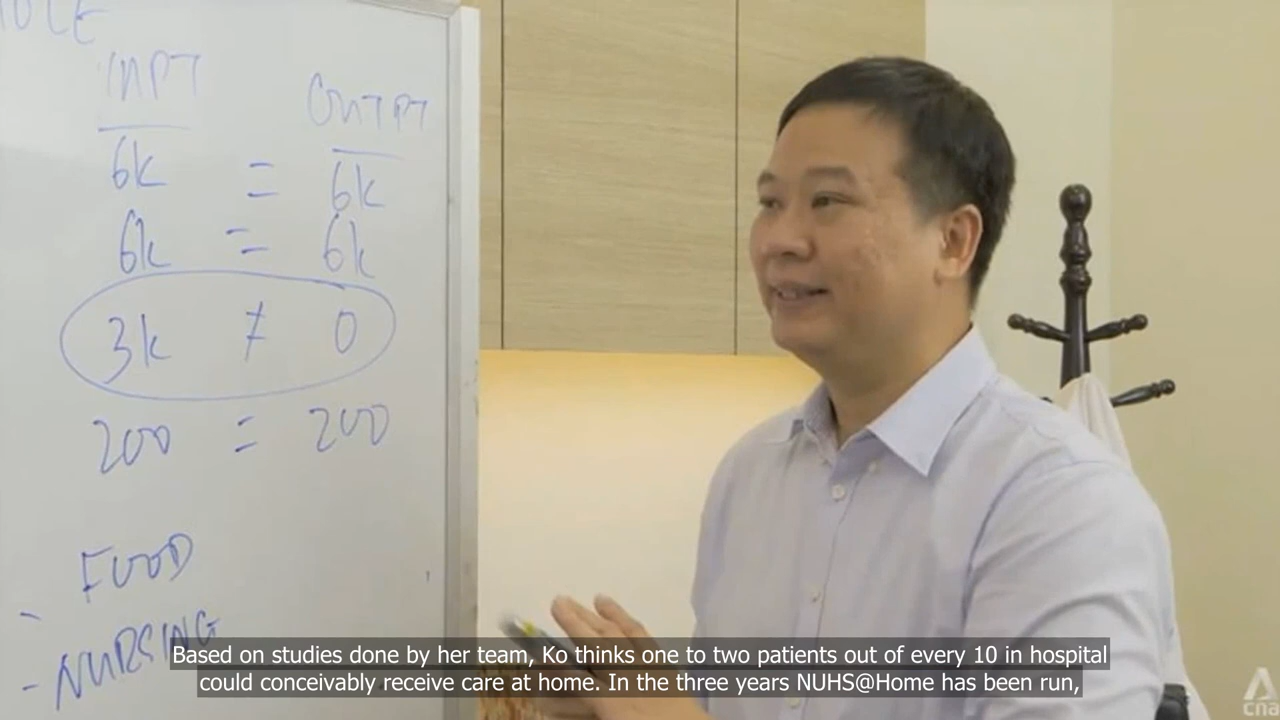 INPT OUTPT
6k = 6k
6k = 6k
3k ≠ 0
200 = 200
FOOD
- NURSING
Based on studies done by her team, Ko thinks one to two patients out of every 10 in hospital
could conceivably receive care at home. In the three years NUHS@Home has been run,
cna